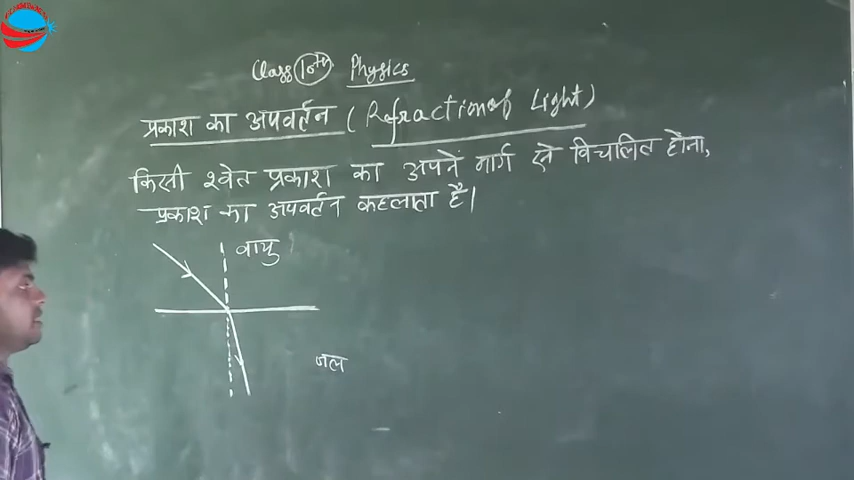 Class 10th Physics
प्रकाश का अपवर्तन ( Refraction of Light )
किसी श्वेत प्रकाश का अपने मार्ग से विचलित होना,
प्रकाश का अपवर्तन कहलाता है।
वायु
जल